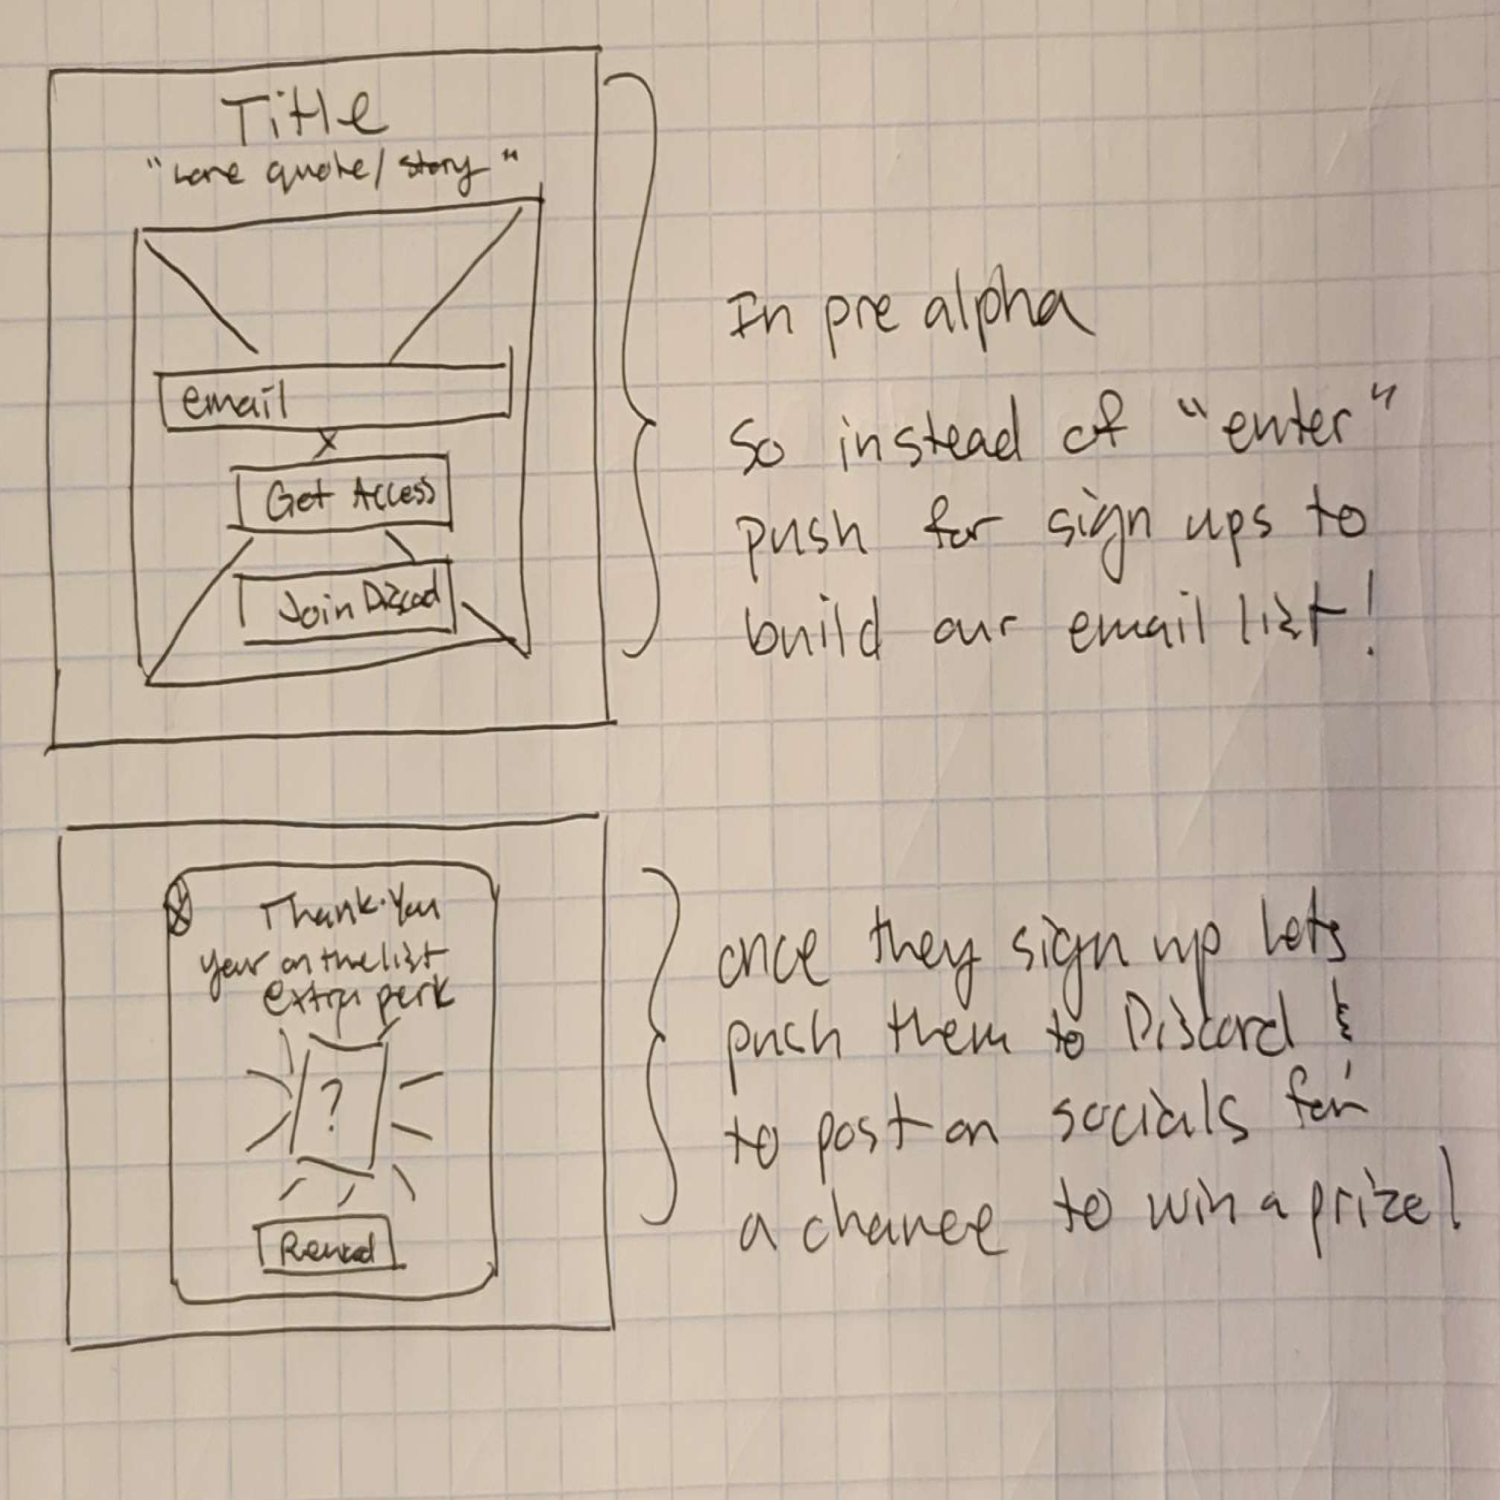 Title
"Lore quote/story"
email
x
Get Access
Join Discod
In pre alpha
So instead of "enter"
push for sign ups to
build our email list!
X
Thank-You
your on the list
extra perk
?
once they sign up lets
push them to Discord &
to post on socials for
a chance to win a prize!